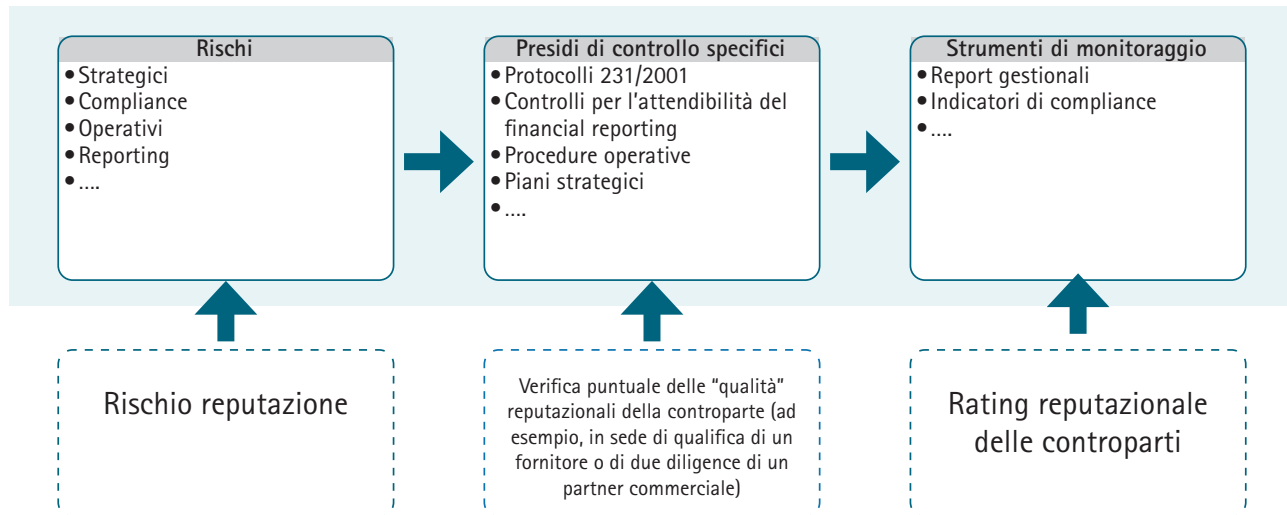 Rischi
• Strategici
• Compliance
• Operativi
• Reporting
• ....
Presidi di controllo specifici
• Protocolli 231/2001
• Controlli per l'attendibilità del
financial reporting
• Procedure operative
• Piani strategici
• ....
Strumenti di monitoraggio
• Report gestionali
• Indicatori di compliance
• ....
Rischio reputazione
Verifica puntuale delle “qualità”
reputazionali della controparte (ad
esempio, in sede di qualifica di un
fornitore o di due diligence di un
partner commerciale)
Rating reputazionale
delle controparti